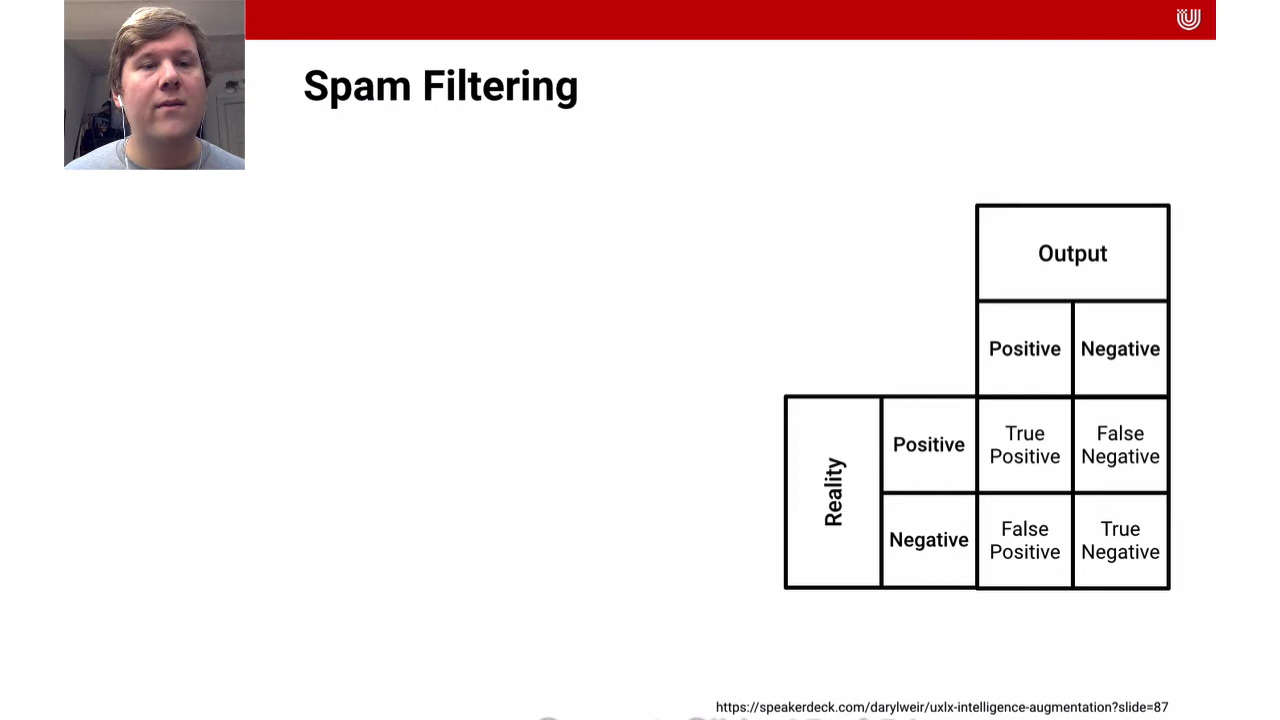 Spam Filtering
Output
Positive Negative
Reality
Positive
True
Positive
False
Negative
Negative
False
Positive
True
Negative
https://speakerdeck.com/darylweir/uxlx-intelligence-augmentation?slide=87